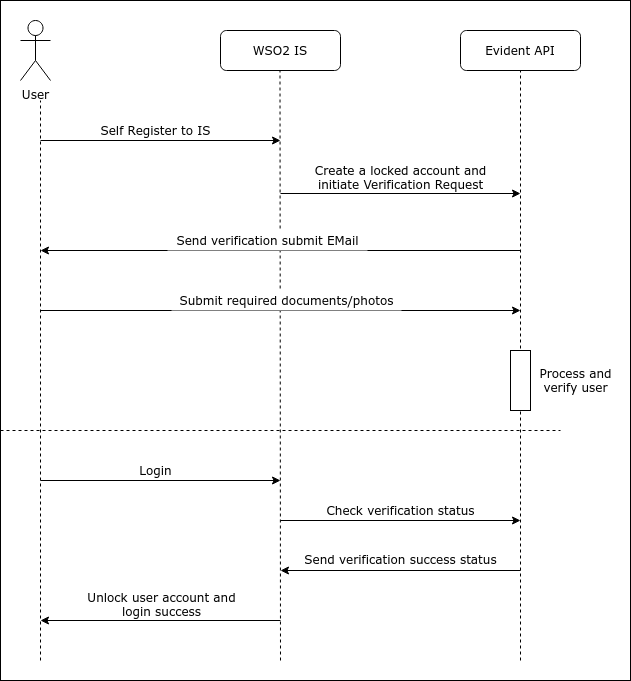 User
WSO2 IS
Evident API
Self Register to IS
Create a locked account and
initiate Verification Request
Send verification submit EMail
Submit required documents/photos
Process and
verify user
Login
Check verification status
Send verification success status
Unlock user account and
login success